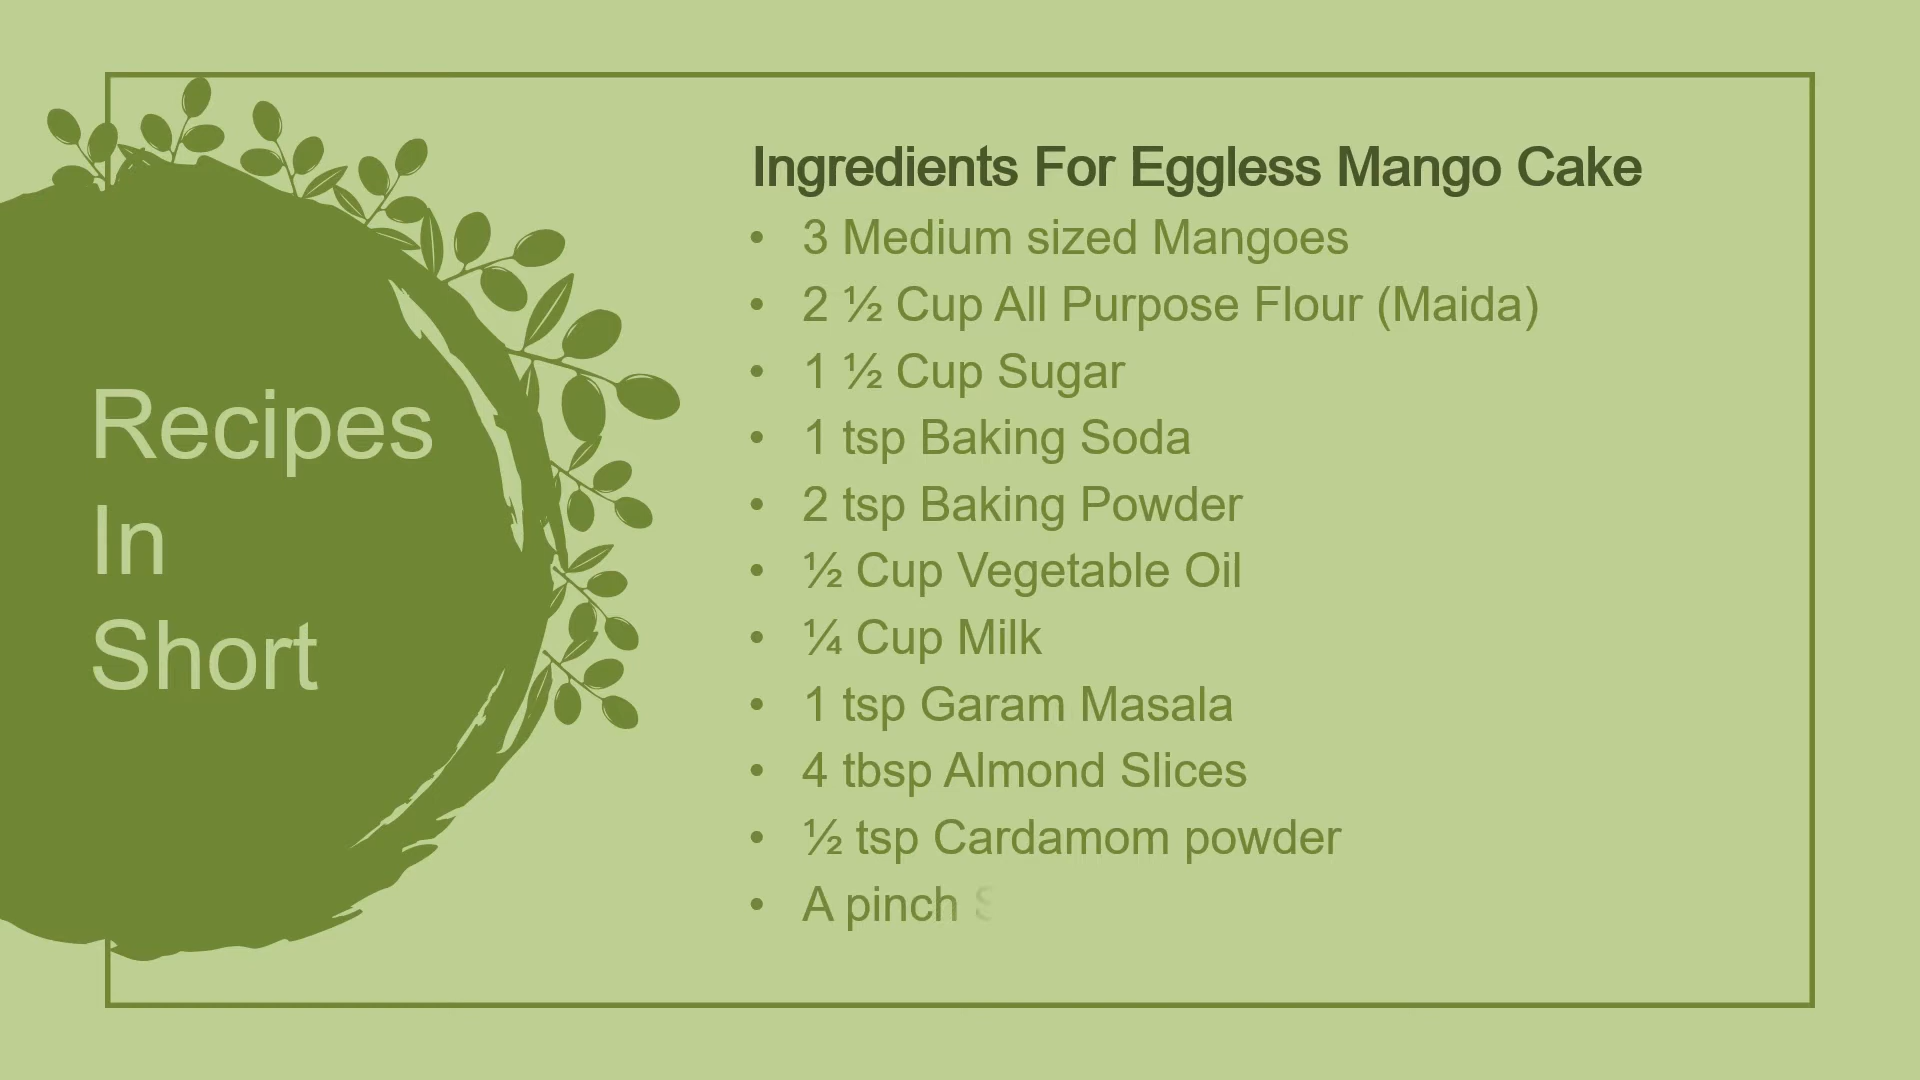 Recipes
In
Short
Ingredients For Eggless Mango Cake
• 3 Medium sized Mangoes
• 2 ½ Cup All Purpose Flour (Maida)
• 1 ½ Cup Sugar
• 1 tsp Baking Soda
• 2 tsp Baking Powder
• ½ Cup Vegetable Oil
• ¼ Cup Milk
• 1 tsp Garam Masala
• 4 tbsp Almond Slices
• ½ tsp Cardamom powder
• A pinch